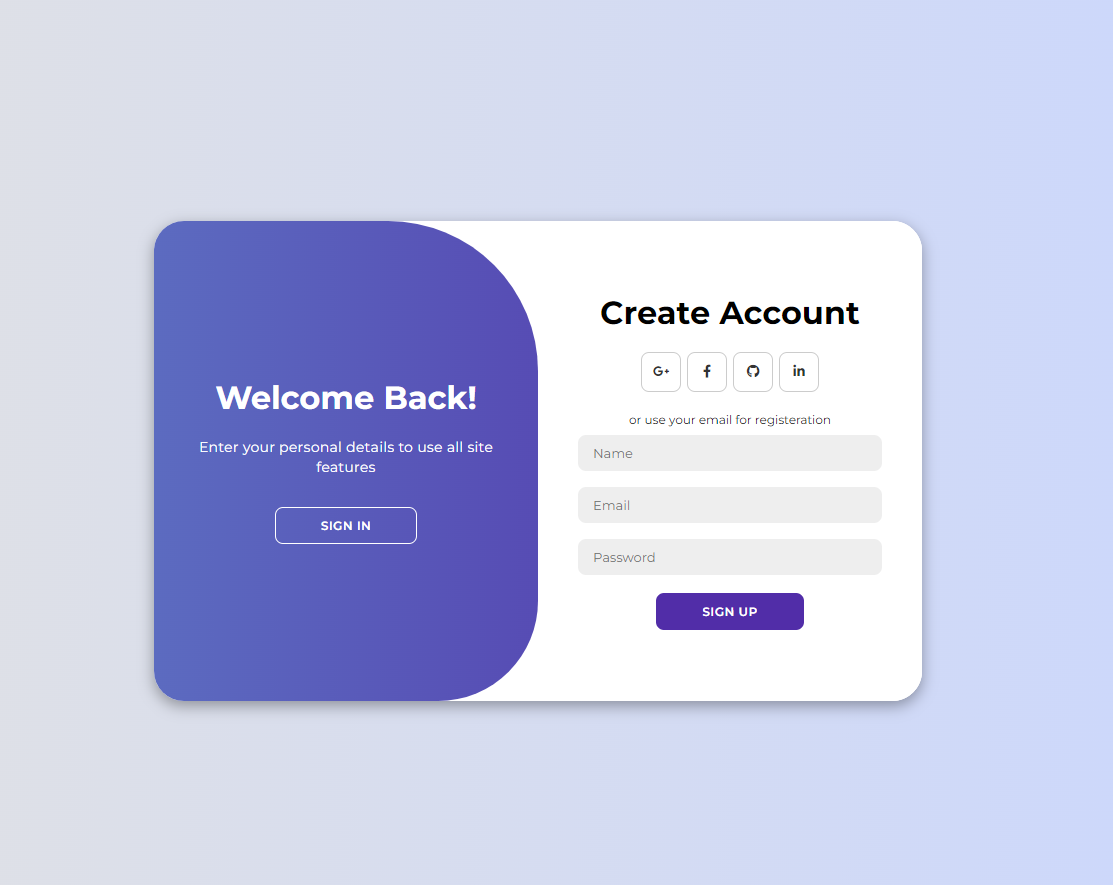 Welcome Back!
Enter your personal details to use all site
features
SIGN IN
Create Account
G+
f
in
or use your email for registeration
Name
Email
Password
SIGN UP